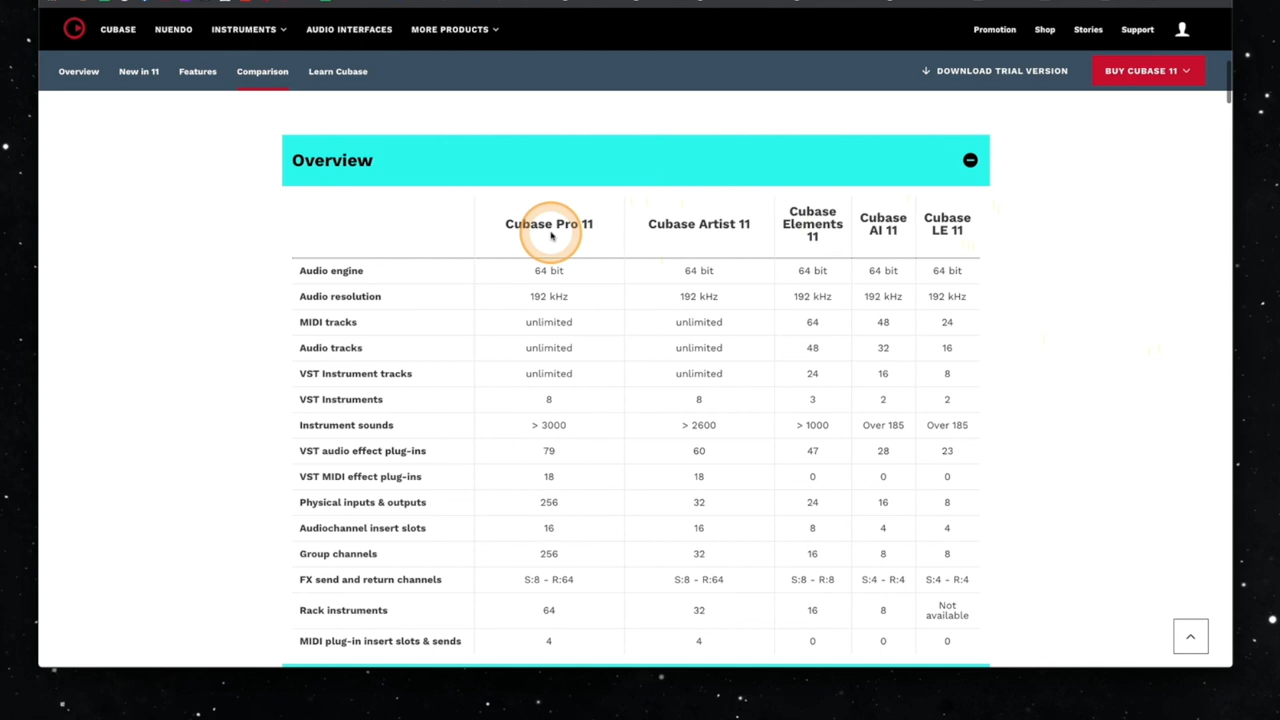 CUBASE NUENDO INSTRUMENTS AUDIO INTERFACES MORE PRODUCTS Promotion Shop Stories Support
Overview New in 11 Features Comparison Learn Cubase DOWNLOAD TRIAL VERSION BUY CUBASE 11
Overview
Cubase Pro 11 Cubase Artist 11 Cubase Elements 11 Cubase AI 11 Cubase LE 11
Audio engine 64 bit 64 bit 64 bit 64 bit 64 bit
Audio resolution 192 kHz 192 kHz 192 kHz 192 kHz 192 kHz
MIDI tracks unlimited unlimited 64 48 24
Audio tracks unlimited unlimited 48 32 16
VST Instrument tracks unlimited unlimited 24 16 8
VST Instruments 8 8 3 2 2
Instrument sounds > 3000 > 2600 > 1000 Over 185 Over 185
VST audio effect plug-ins 79 60 47 28 23
VST MIDI effect plug-ins 18 18 0 0 0
Physical inputs & outputs 256 32 24 16 8
Audiochannel insert slots 16 16 8 4 4
Group channels 256 32 16 8 8
FX send and return channels S:8 - R:64 S:8 - R:64 S:8 - R:8 S:4 - R:4 S:4 - R:4
Rack instruments 64 32 16 8 Not available
MIDI plug-in insert slots & sends 4 4 0 0 0